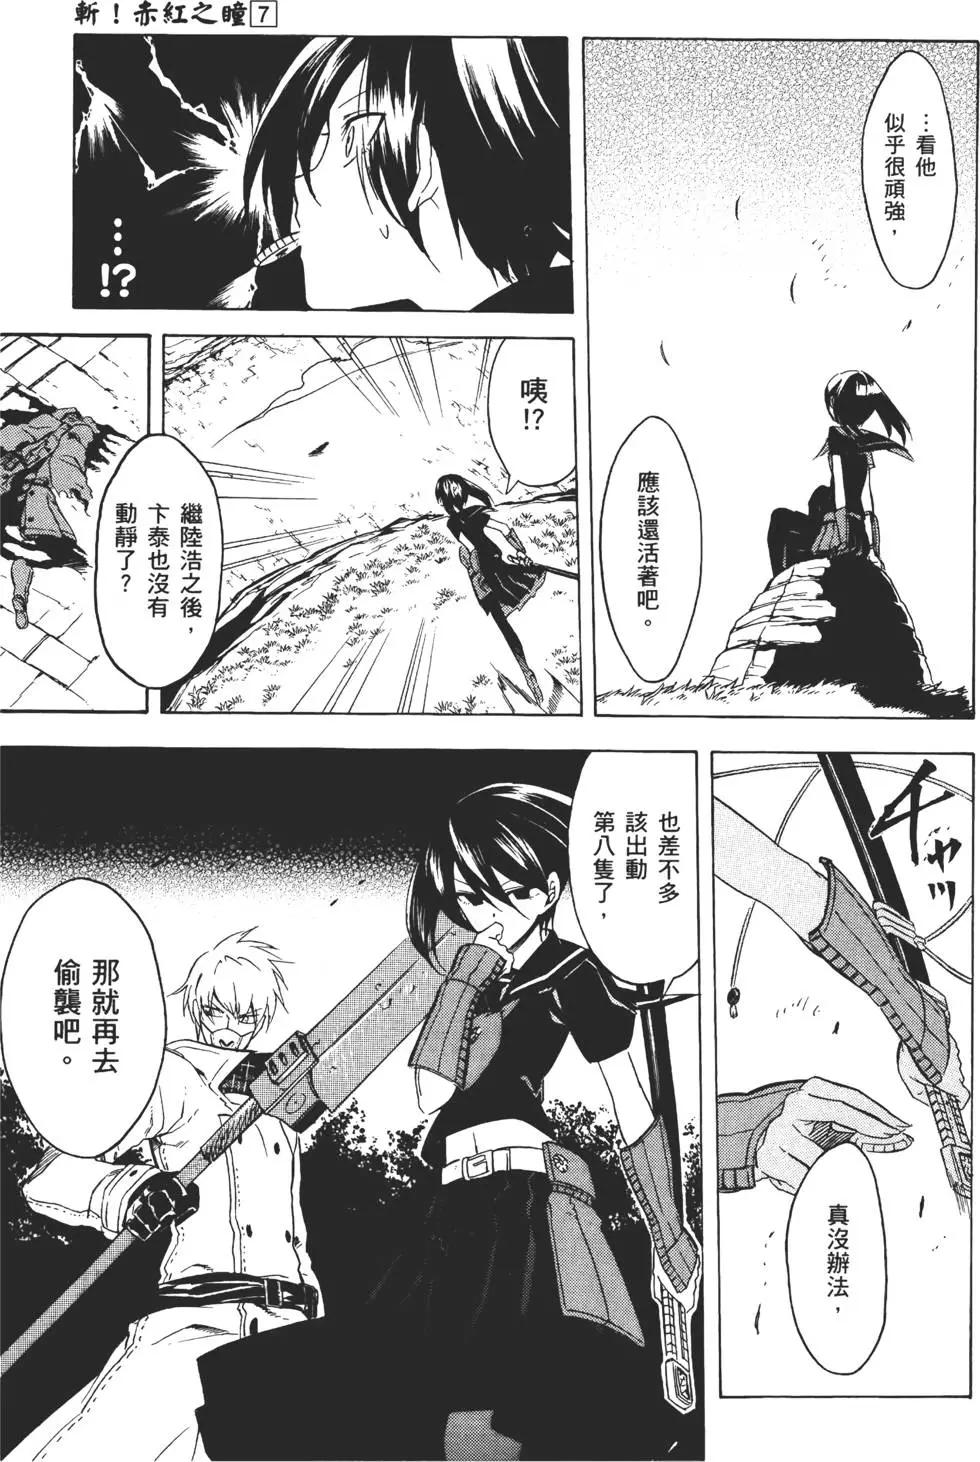 斬！赤紅之瞳 7
…看他
似乎很頑強，
應該還活著吧。
…!?
咦!?
繼陸浩之後，
卞泰也沒有
動靜了？
チャッ
真沒辦法，
也差不多
該出動
第八隻了，
那就再去
偷襲吧。